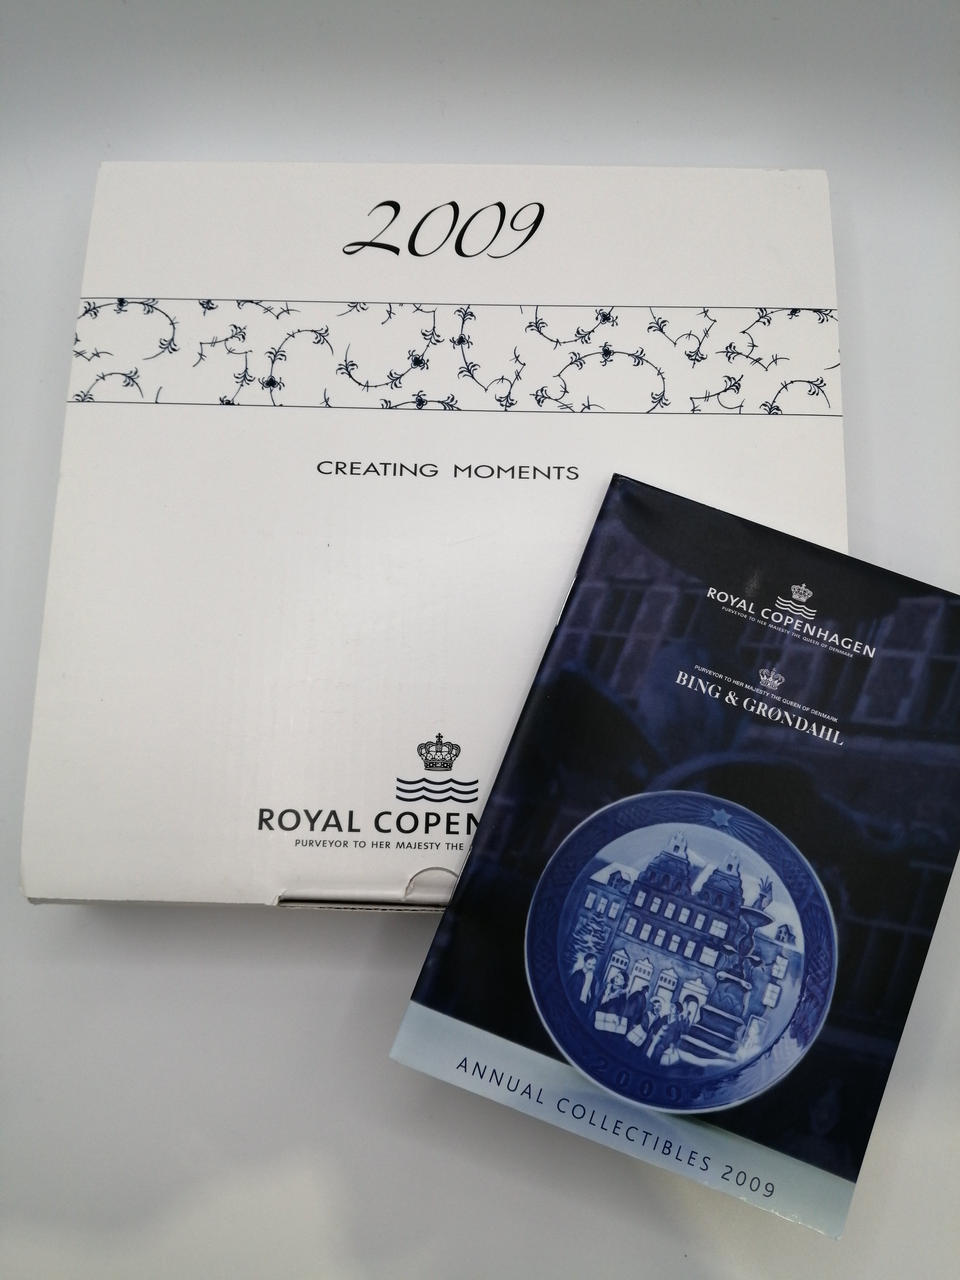 2009
CREATING MOMENTS
ROYAL COPEN
PURVEYOR TO HER MAJESTY THE
ROYAL COPENHAGEN
PURVEYOR TO HER MAJESTY THE QUEEN OF DENMARK
PURVEYOR TO HER MAJESTY THE QUEEN OF DENMARK
BING & GRØNDAHL
2009
ANNUAL COLLECTIBLES 2009